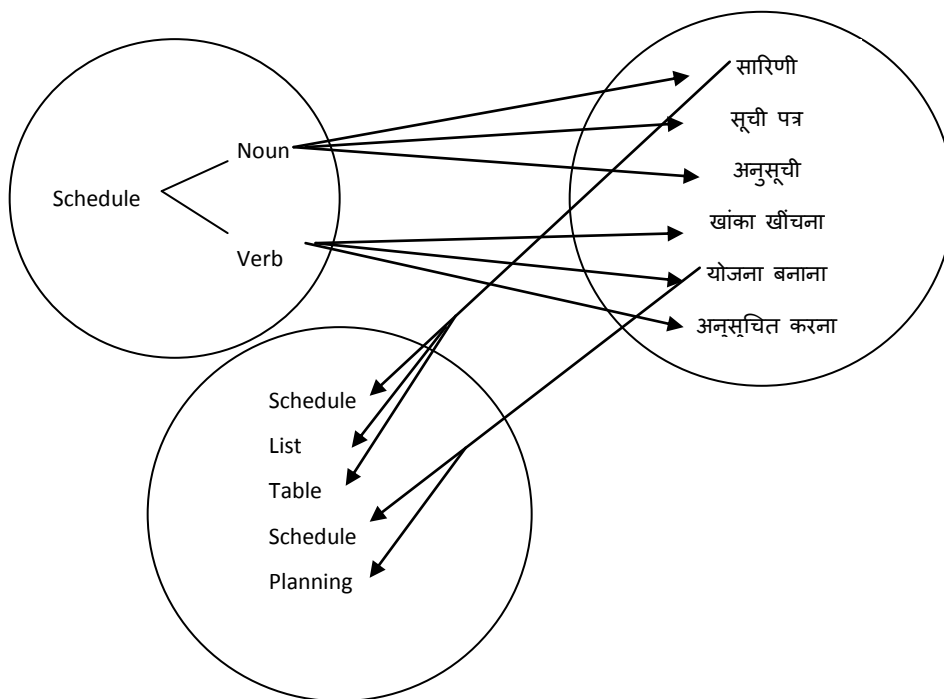 Schedule
Noun
Verb
सारिणी
सूची पत्र
अनुसूची
खांका खींचना
योजना बनाना
अनुसूचित करना
Schedule
List
Table
Schedule
Planning